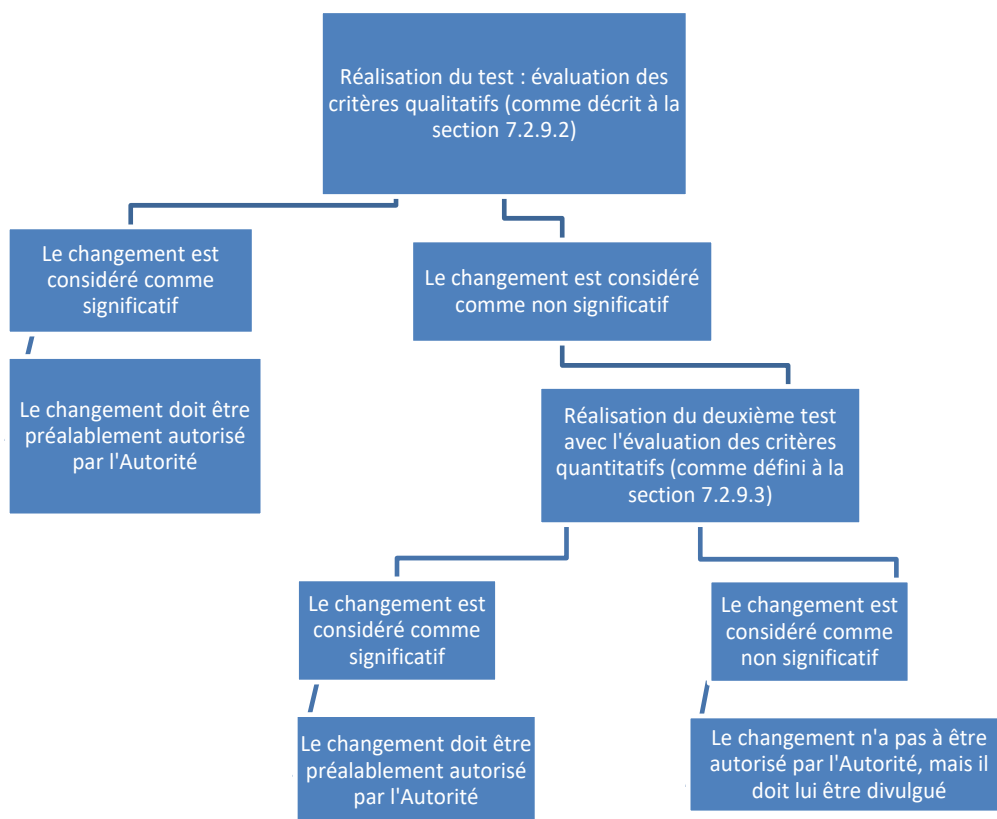 Réalisation du test : évaluation des
critères qualitatifs (comme décrit à la
section 7.2.9.2)
Le changement est
considéré comme
significatif
Le changement est considéré
comme non significatif
Le changement doit être
préalablement autorisé
par l'Autorité
Réalisation du deuxième test
avec l'évaluation des critères
quantitatifs (comme défini à la
section 7.2.9.3)
Le changement est
considéré comme
significatif
Le changement est
considéré comme
non significatif
Le changement doit être
préalablement autorisé
par l'Autorité
Le changement n'a pas à être
autorisé par l'Autorité, mais il
doit lui être divulgué